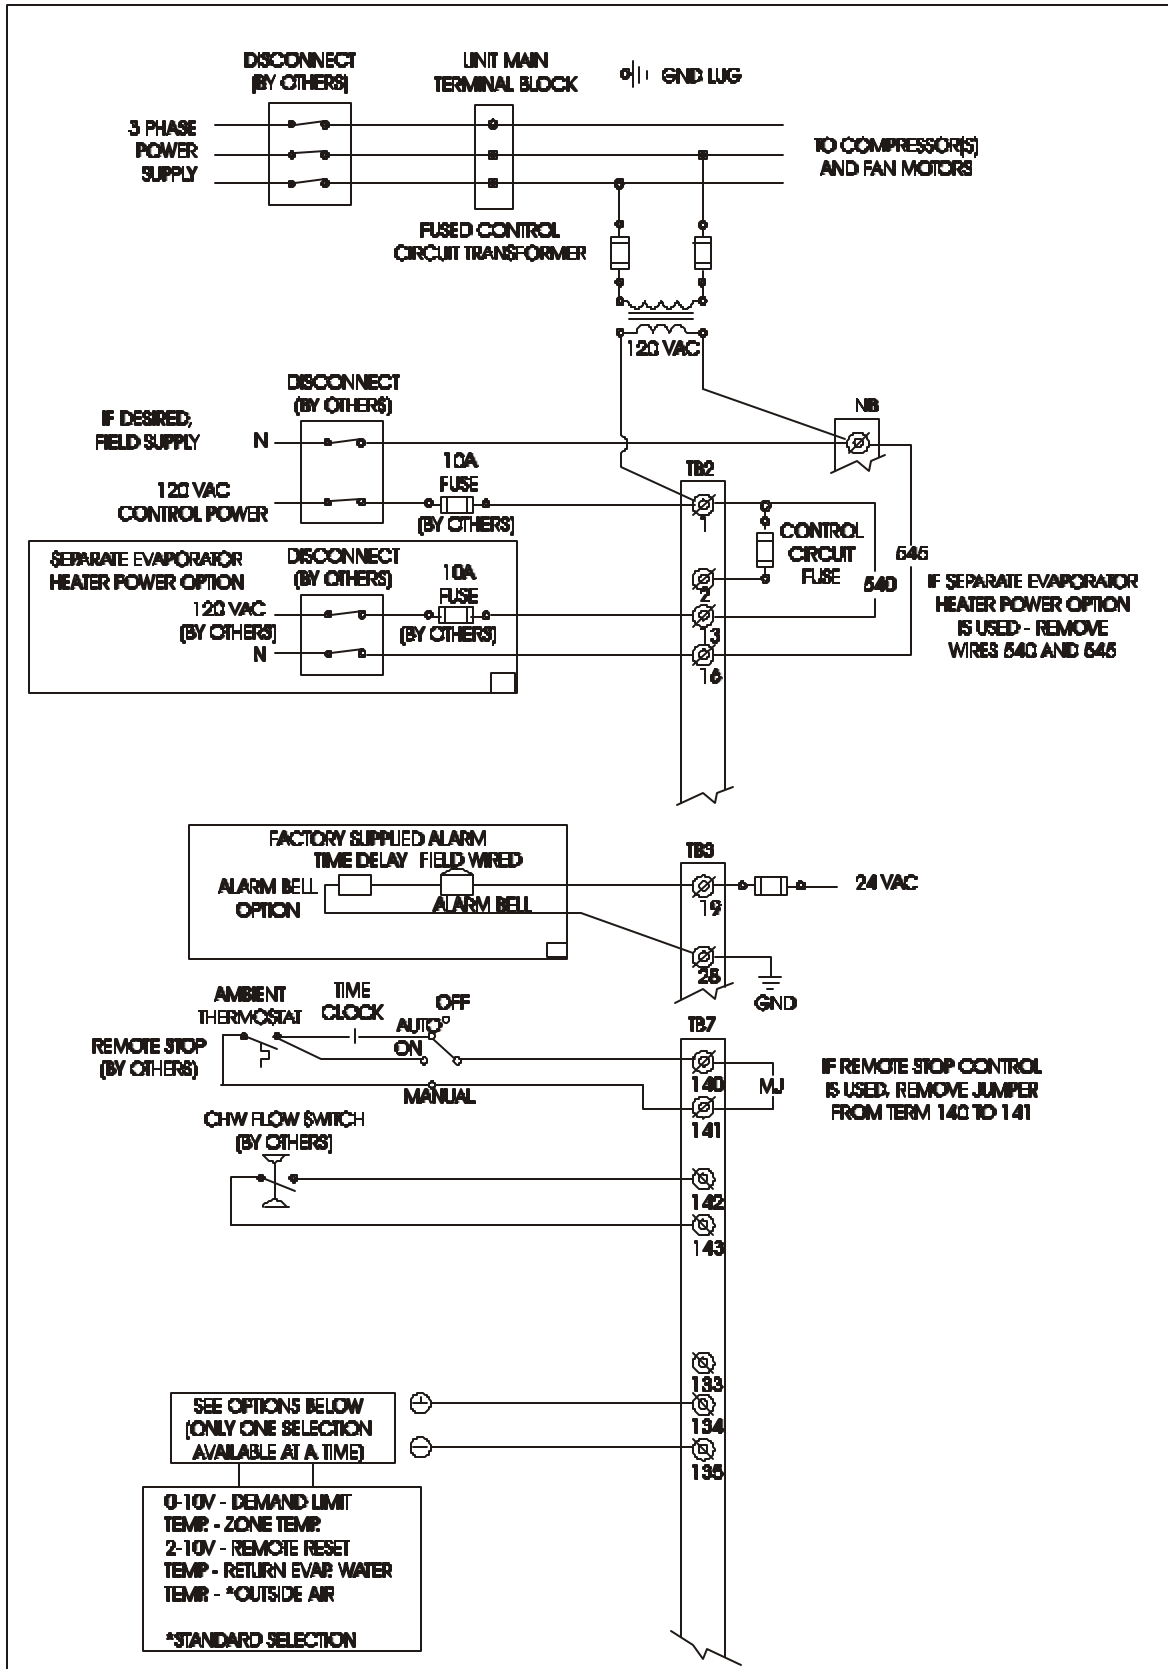 DISCONNECT
(BY OTHERS)
UNIT MAIN
TERMINAL BLOCK
GND LUG
3 PHASE
POWER
SUPPLY
TO COMPRESSOR(S)
AND FAN MOTORS
FUSED CONTROL
CIRCUIT TRANSFORMER
120 VAC
DISCONNECT
(BY OTHERS)
NB
IF DESIRED,
FIELD SUPPLY
N
10A
FUSE
(BY OTHERS)
TB2
120 VAC
CONTROL POWER
1
CONTROL
CIRCUIT
FUSE
545
540
SEPARATE EVAPORATOR
HEATER POWER OPTION
DISCONNECT
(BY OTHERS)
10A
FUSE
(BY OTHERS)
2
120 VAC
(BY OTHERS)
N
13
16
IF SEPARATE EVAPORATOR
HEATER POWER OPTION
IS USED - REMOVE
WIRES 540 AND 545
FACTORY SUPPLIED ALARM
TIME DELAY FIELD WIRED
ALARM BELL
OPTION
ALARM BELL
TB3
24 VAC
19
25
GND
AMBIENT
THERMOSTAT
TIME
CLOCK
OFF
AUTO
ON
MANUAL
REMOTE STOP
(BY OTHERS)
TB7
140
MJ
141
IF REMOTE STOP CONTROL
IS USED, REMOVE JUMPER
FROM TERM 140 TO 141
CHW FLOW SWITCH
(BY OTHERS)
142
143
133
134
135
SEE OPTIONS BELOW
(ONLY ONE SELECTION
AVAILABLE AT A TIME)
0-10V - DEMAND LIMIT
TEMP. - ZONE TEMP.
2-10V - REMOTE RESET
TEMP - RETURN EVAP. WATER
TEMP. - *OUTSIDE AIR
*STANDARD SELECTION